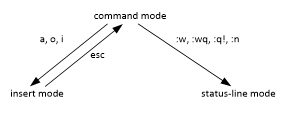 command mode
a, o, i
:w, :wq, :q!, :n
esc
insert mode
status-line mode